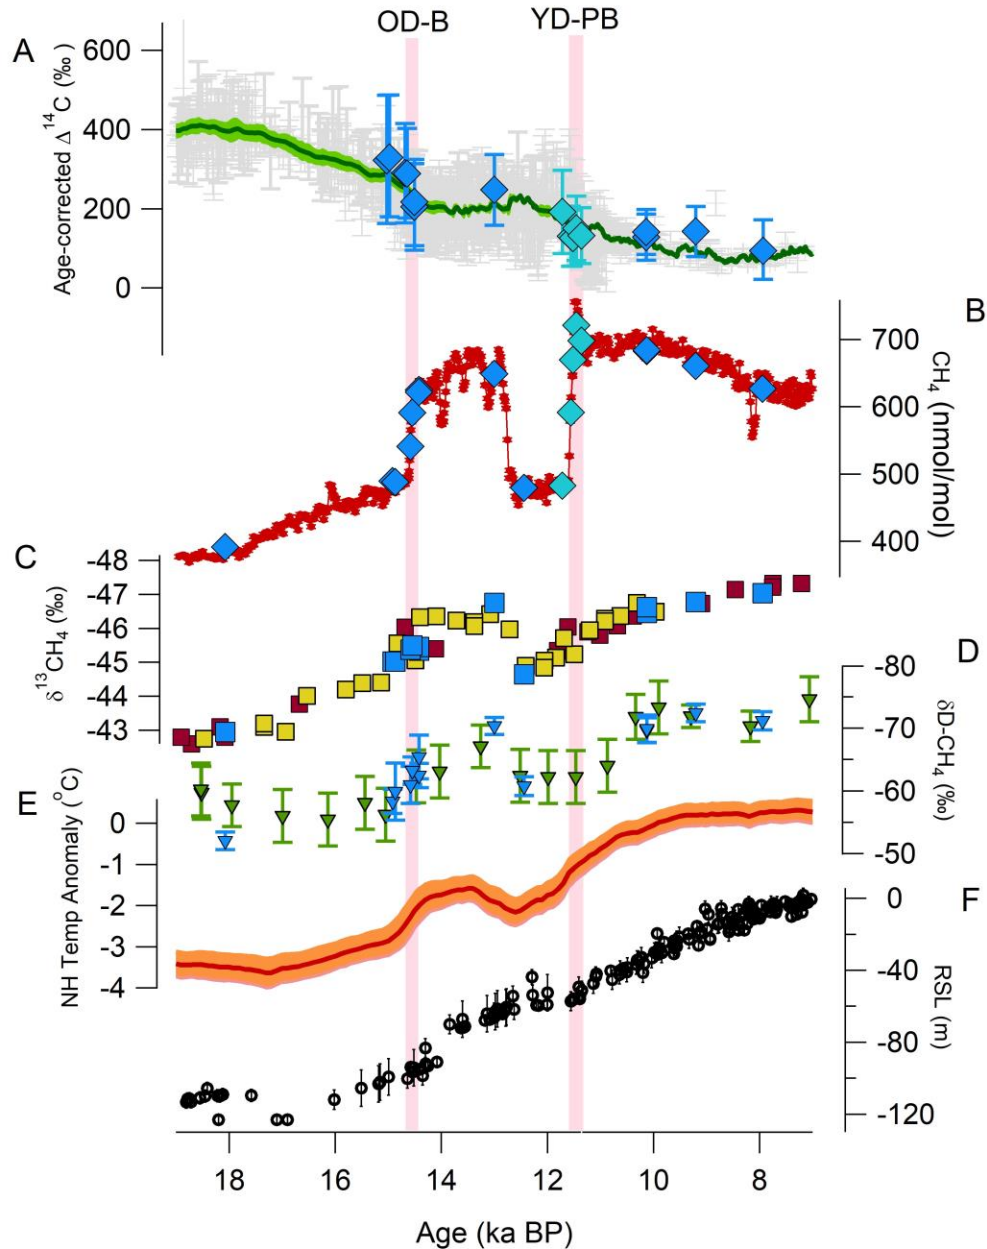 OD-B
YD-PB
A
Age-corrected Δ¹⁴C (‰)
600
400
200
0
B
CH₄ (nmol/mol)
700
600
500
400
C
δ¹³CH₄ (‰)
-48
-47
-46
-45
-44
-43
D
δD-CH₄ (‰)
-80
-70
-60
-50
E
NH Temp Anomaly (°C)
0
-1
-2
-3
-4
F
RSL (m)
0
-40
-80
-120
18
16
14
12
10
8
Age (ka BP)